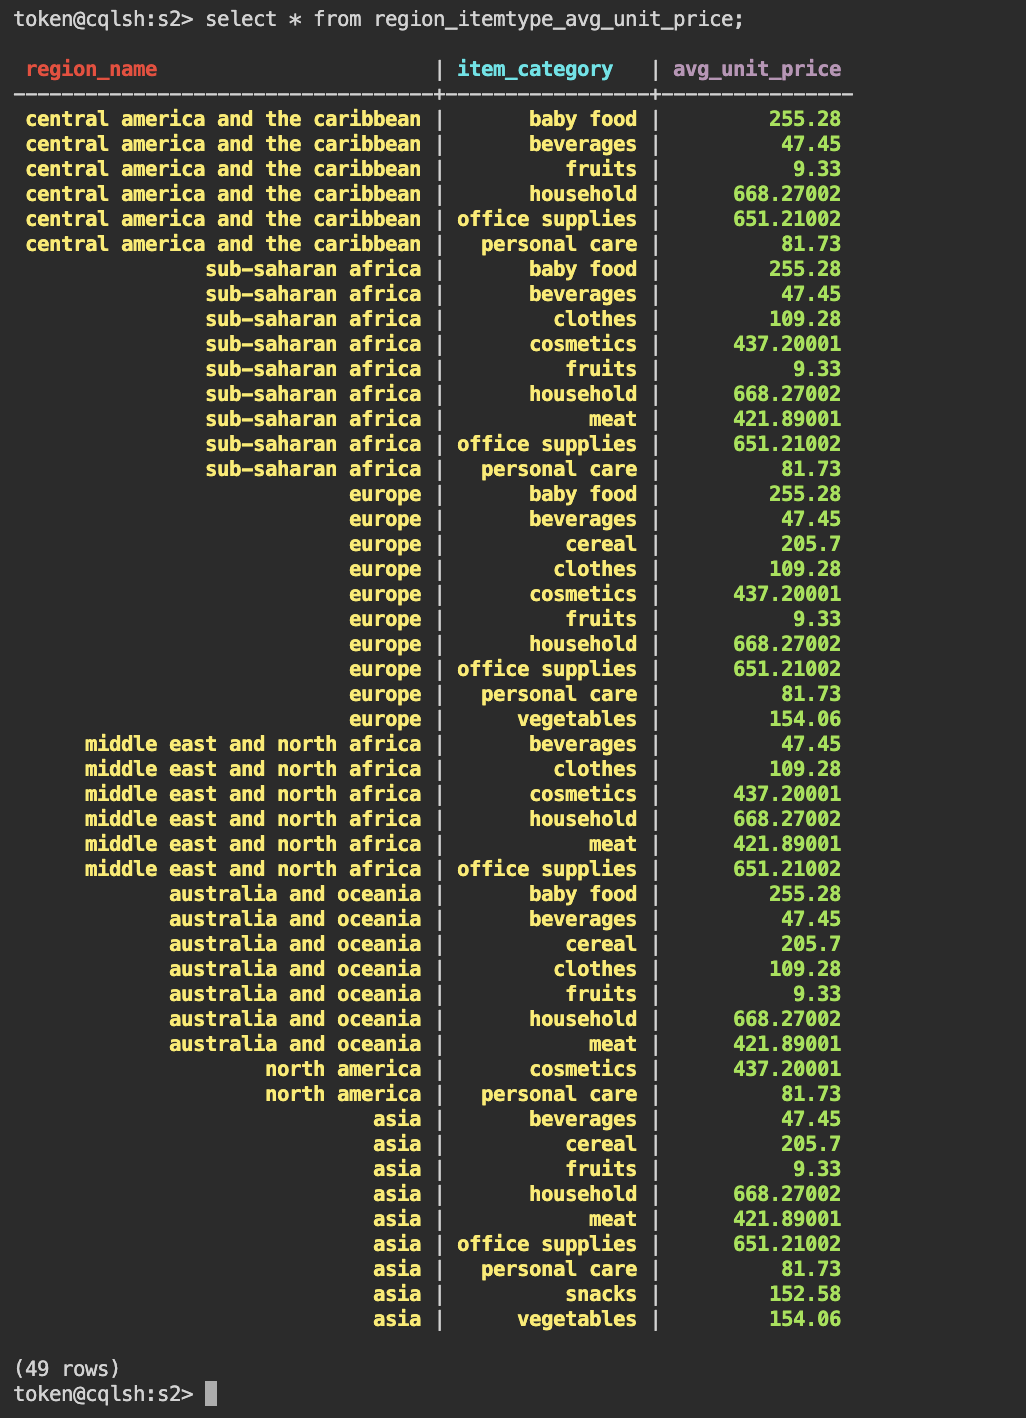 token@cqlsh:s2> select * from region_itemtype_avg_unit_price;
region_name | item_category | avg_unit_price
-----------------------------------+-----------------+----------------
central america and the caribbean | baby food | 255.28
central america and the caribbean | beverages | 47.45
central america and the caribbean | fruits | 9.33
central america and the caribbean | household | 668.27002
central america and the caribbean | office supplies | 651.21002
central america and the caribbean | personal care | 81.73
sub-saharan africa | baby food | 255.28
sub-saharan africa | beverages | 47.45
sub-saharan africa | clothes | 109.28
sub-saharan africa | cosmetics | 437.20001
sub-saharan africa | fruits | 9.33
sub-saharan africa | household | 668.27002
sub-saharan africa | meat | 421.89001
sub-saharan africa | office supplies | 651.21002
sub-saharan africa | personal care | 81.73
europe | baby food | 255.28
europe | beverages | 47.45
europe | cereal | 205.7
europe | clothes | 109.28
europe | cosmetics | 437.20001
europe | fruits | 9.33
europe | household | 668.27002
europe | office supplies | 651.21002
europe | personal care | 81.73
europe | vegetables | 154.06
middle east and north africa | beverages | 47.45
middle east and north africa | clothes | 109.28
middle east and north africa | cosmetics | 437.20001
middle east and north africa | household | 668.27002
middle east and north africa | meat | 421.89001
middle east and north africa | office supplies | 651.21002
australia and oceania | baby food | 255.28
australia and oceania | beverages | 47.45
australia and oceania | cereal | 205.7
australia and oceania | clothes | 109.28
australia and oceania | fruits | 9.33
australia and oceania | household | 668.27002
australia and oceania | meat | 421.89001
north america | cosmetics | 437.20001
north america | personal care | 81.73
asia | beverages | 47.45
asia | cereal | 205.7
asia | fruits | 9.33
asia | household | 668.27002
asia | meat | 421.89001
asia | office supplies | 651.21002
asia | personal care | 81.73
asia | snacks | 152.58
asia | vegetables | 154.06
(49 rows)
token@cqlsh:s2>